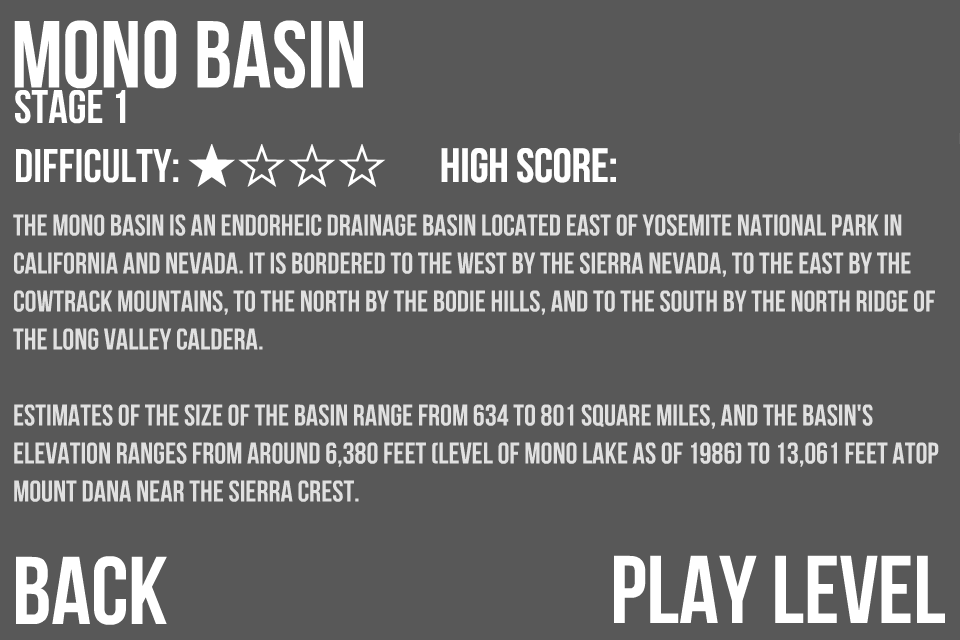 MONO BASIN
STAGE 1
DIFFICULTY: ★☆☆☆ HIGH SCORE:
THE MONO BASIN IS AN ENDORHEIC DRAINAGE BASIN LOCATED EAST OF YOSEMITE NATIONAL PARK IN
CALIFORNIA AND NEVADA. IT IS BORDERED TO THE WEST BY THE SIERRA NEVADA, TO THE EAST BY THE
COWTRACK MOUNTAINS, TO THE NORTH BY THE BODIE HILLS, AND TO THE SOUTH BY THE NORTH RIDGE OF
THE LONG VALLEY CALDERA.
ESTIMATES OF THE SIZE OF THE BASIN RANGE FROM 634 TO 801 SQUARE MILES, AND THE BASIN'S
ELEVATION RANGES FROM AROUND 6,380 FEET (LEVEL OF MONO LAKE AS OF 1986) TO 13,061 FEET ATOP
MOUNT DANA NEAR THE SIERRA CREST.
BACK PLAY LEVEL